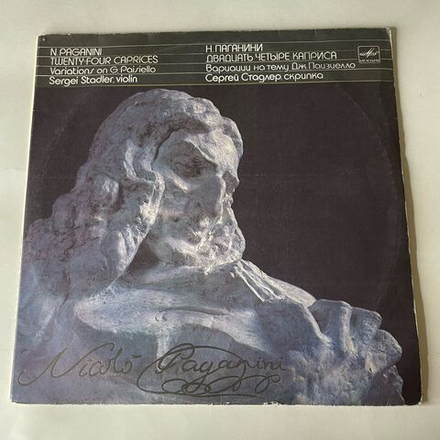 N. PAGANINI
TWENTY-FOUR CAPRICES
Variations on G. Paisiello
Sergei Stadler, violin
Н. ПАГАНИНИ
ДВАДЦАТЬ ЧЕТЫРЕ КАПРИСА
Вариации на тему Дж. Паизиелло
Сергей Стадлер, скрипка
Nicolò Paganini